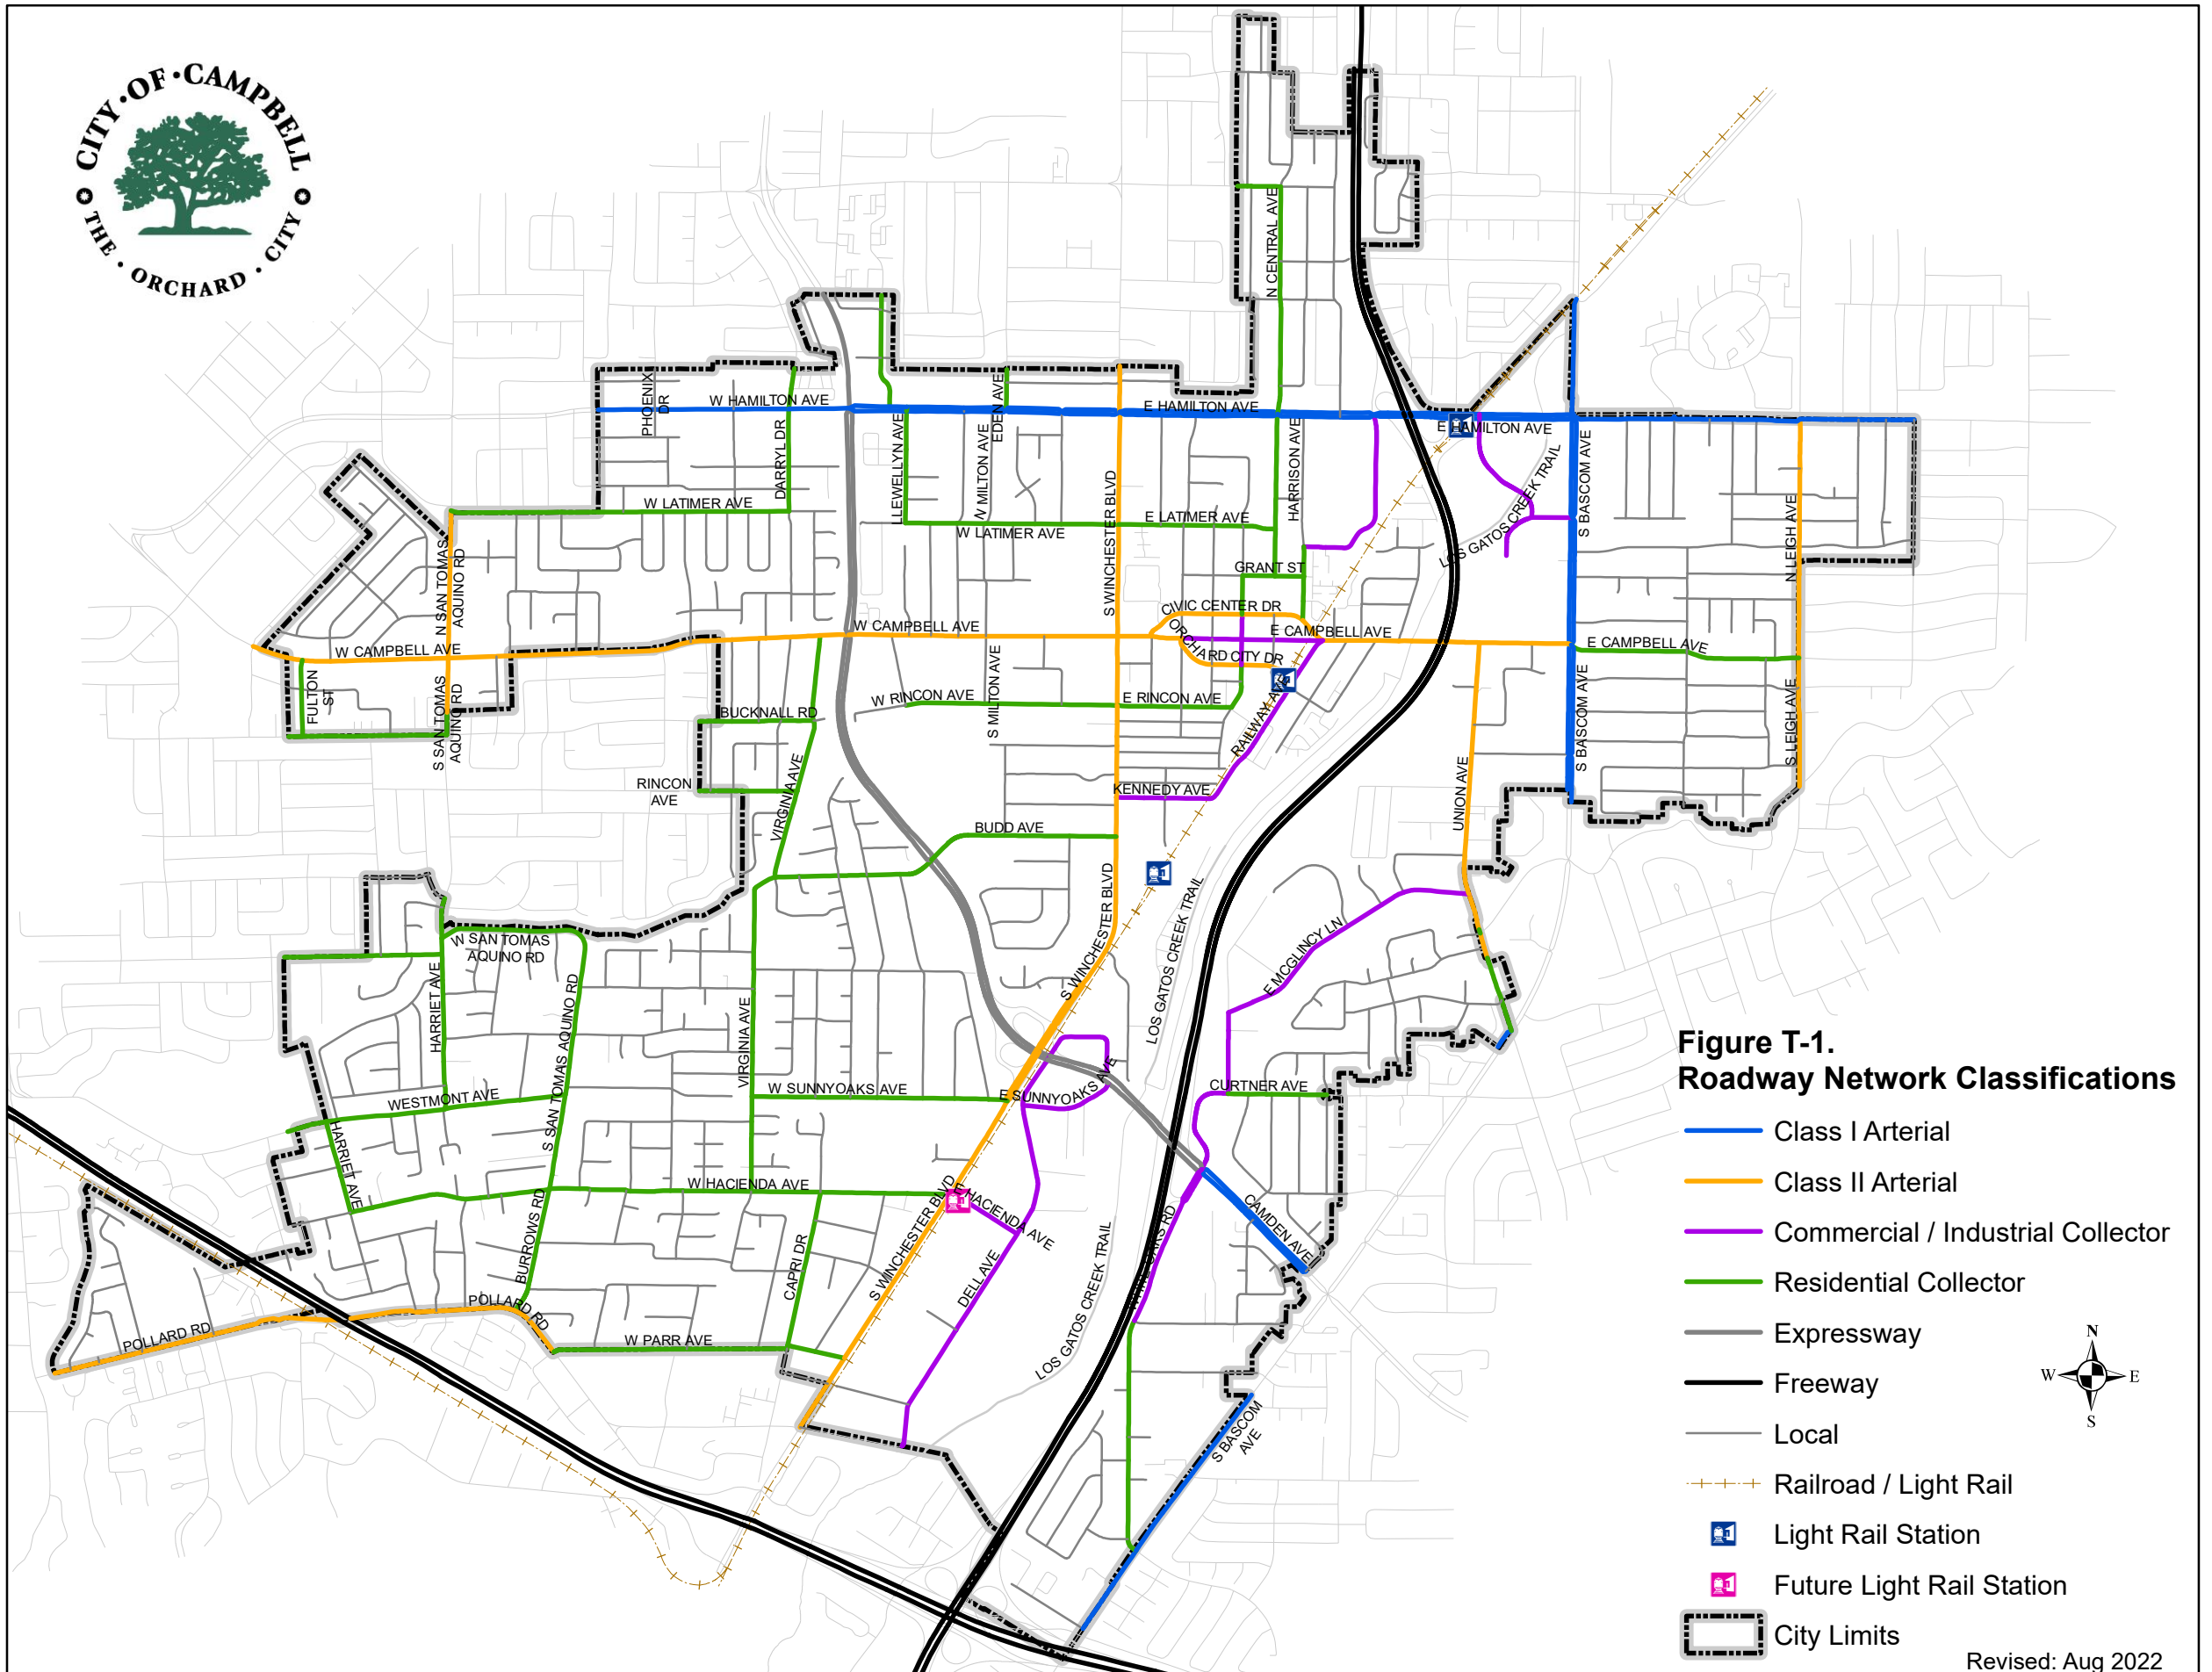 CITY · OF · CAMPBELL
THE · ORCHARD · CITY
N CENTRAL AVE
PHOENIX
DR
W HAMILTON AVE
E HAMILTON AVE
E HAMILTON AVE
DARRYL DR
LLEWELLYN AVE
EDEN AVE
N MILTON AVE
S WINCHESTER BLVD
HARRISON AVE
S BASCOM AVE
N LEIGH AVE
LOS GATOS CREEK TRAIL
W LATIMER AVE
W LATIMER AVE
E LATIMER AVE
N SAN TOMAS
AQUINO RD
GRANT ST
CIVIC CENTER DR
W CAMPBELL AVE
W CAMPBELL AVE
E CAMPBELL AVE
E CAMPBELL AVE
ORCHARD CITY DR
FULTON
ST
S SAN TOMAS
AQUINO RD
BUCKNALL RD
W RINCON AVE
E RINCON AVE
S MILTON AVE
RAILWAY AVE
S BASCOM AVE
S LEIGH AVE
UNION AVE
RINCON
AVE
VIRGINIA AVE
KENNEDY AVE
BUDD AVE
S WINCHESTER BLVD
LOS GATOS CREEK TRAIL
E MCGLINCY LN
W SAN TOMAS
AQUINO RD
HARRIET AVE
S SAN TOMAS AQUINO RD
VIRGINIA AVE
WESTMONT AVE
W SUNNYOAKS AVE
E SUNNYOAKS AVE
CURTNER AVE
HARRIET AVE
W HACIENDA AVE
E HACIENDA AVE
BURROWS RD
CAPRI DR
S WINCHESTER BLVD
DELL AVE
LOS GATOS CREEK TRAIL
CAMDEN AVE
POLLARD RD
POLLARD RD
W PARR AVE
S BASCOM
AVE
Figure T-1.
Roadway Network Classifications
Class I Arterial
Class II Arterial
Commercial / Industrial Collector
Residential Collector
Expressway
Freeway
Local
Railroad / Light Rail
Light Rail Station
Future Light Rail Station
City Limits
N
W
E
S
Revised: Aug 2022